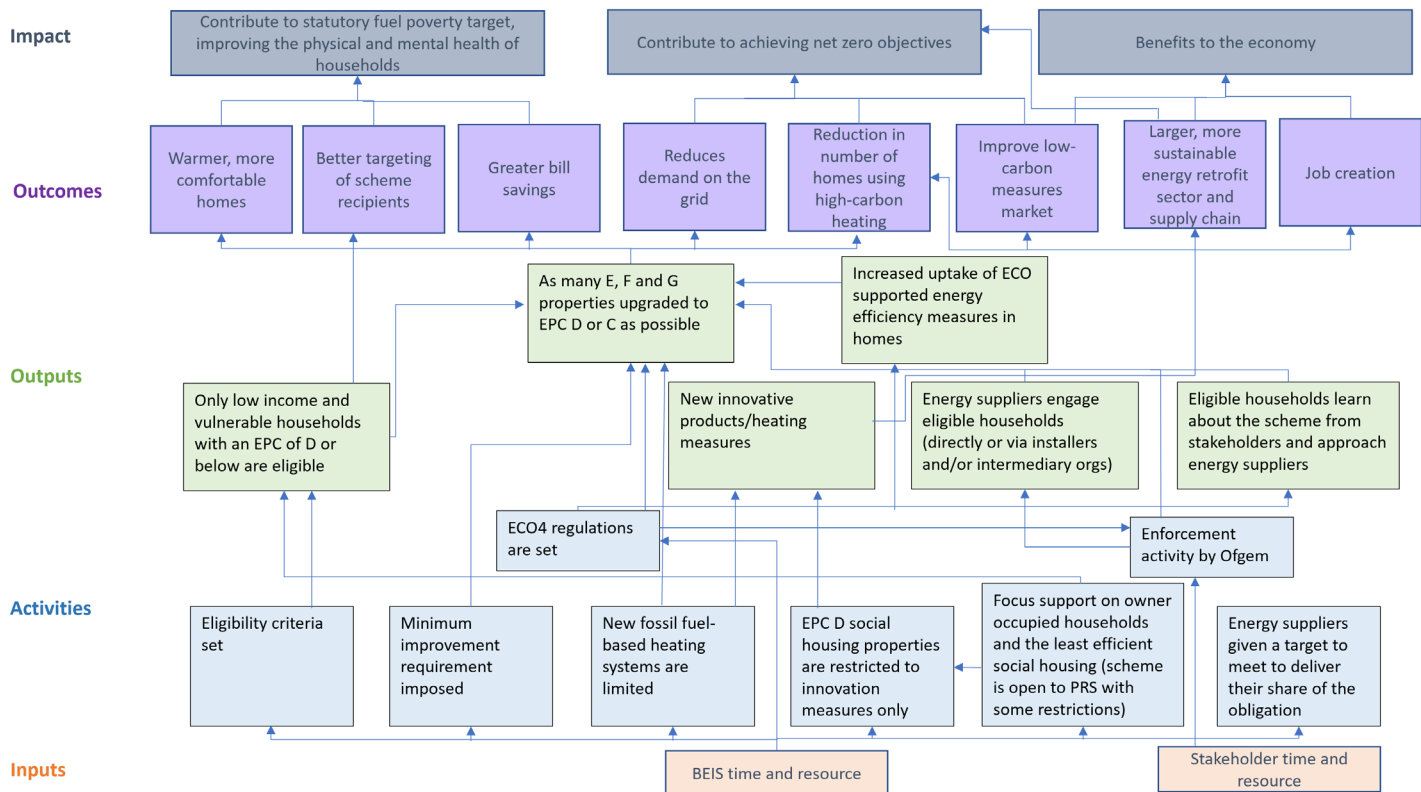 Impact
Contribute to statutory fuel poverty target,
improving the physical and mental health of
households
Contribute to achieving net zero objectives
Benefits to the economy
Outcomes
Warmer, more
comfortable
homes
Better targeting
of scheme
recipients
Greater bill
savings
Reduces
demand on the
grid
Reduction in
number of
homes using
high-carbon
heating
Improve low-
carbon
measures
market
Larger, more
sustainable
energy retrofit
sector and
supply chain
Job creation
Outputs
As many E, F and G
properties upgraded to
EPC D or C as possible
Increased uptake of ECO
supported energy
efficiency measures in
homes
Only low income and
vulnerable households
with an EPC of D or
below are eligible
New innovative
products/heating
measures
Energy suppliers engage
eligible households
(directly or via installers
and/or intermediary orgs)
Eligible households learn
about the scheme from
stakeholders and approach
energy suppliers
Activities
ECO4 regulations
are set
Enforcement
activity by Ofgem
Eligibility criteria
set
Minimum
improvement
requirement
imposed
New fossil fuel-
based heating
systems are
limited
EPC D social
housing properties
are restricted to
innovation
measures only
Focus support on owner
occupied households
and the least efficient
social housing (scheme
is open to PRS with
some restrictions)
Energy suppliers
given a target to
meet to deliver
their share of the
obligation
Inputs
BEIS time and resource
Stakeholder time and
resource